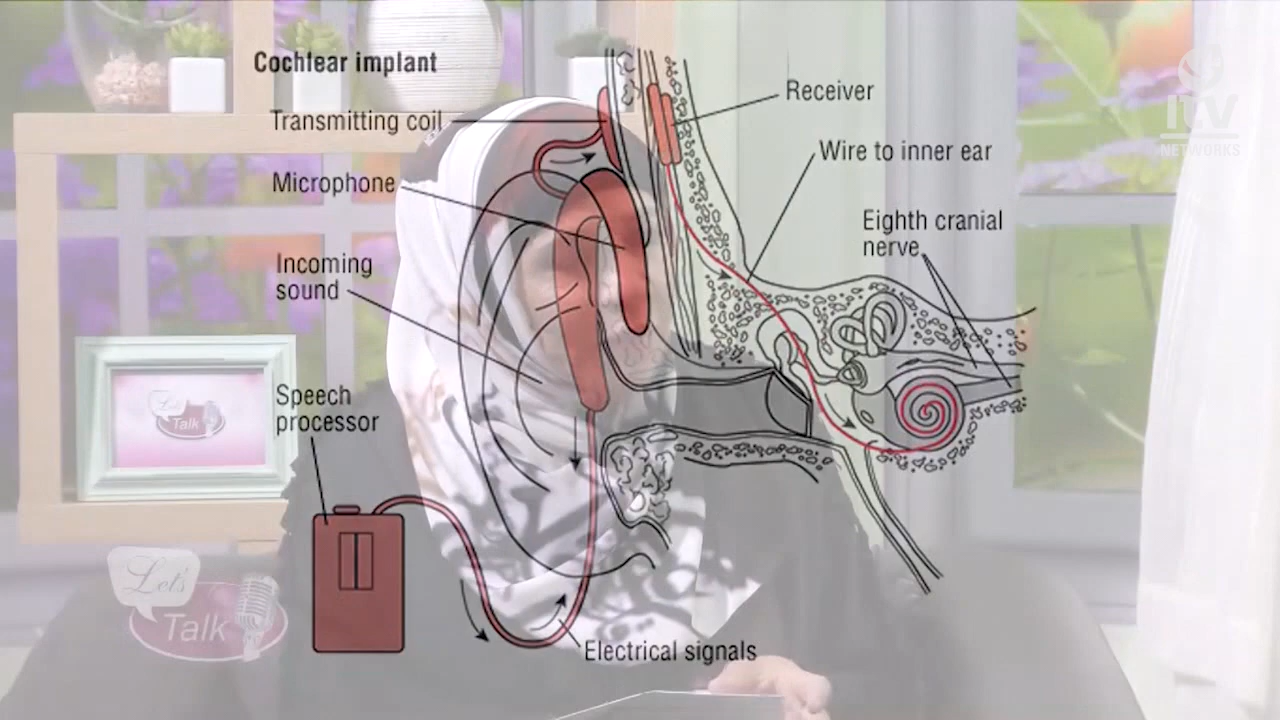 Cochlear implant
Transmitting coil
Microphone
Incoming
sound
Speech
processor
Receiver
Wire to inner ear
Eighth cranial
nerve
Electrical signals
Let's
Talk
Let's
Talk
ITV
NETWORKS